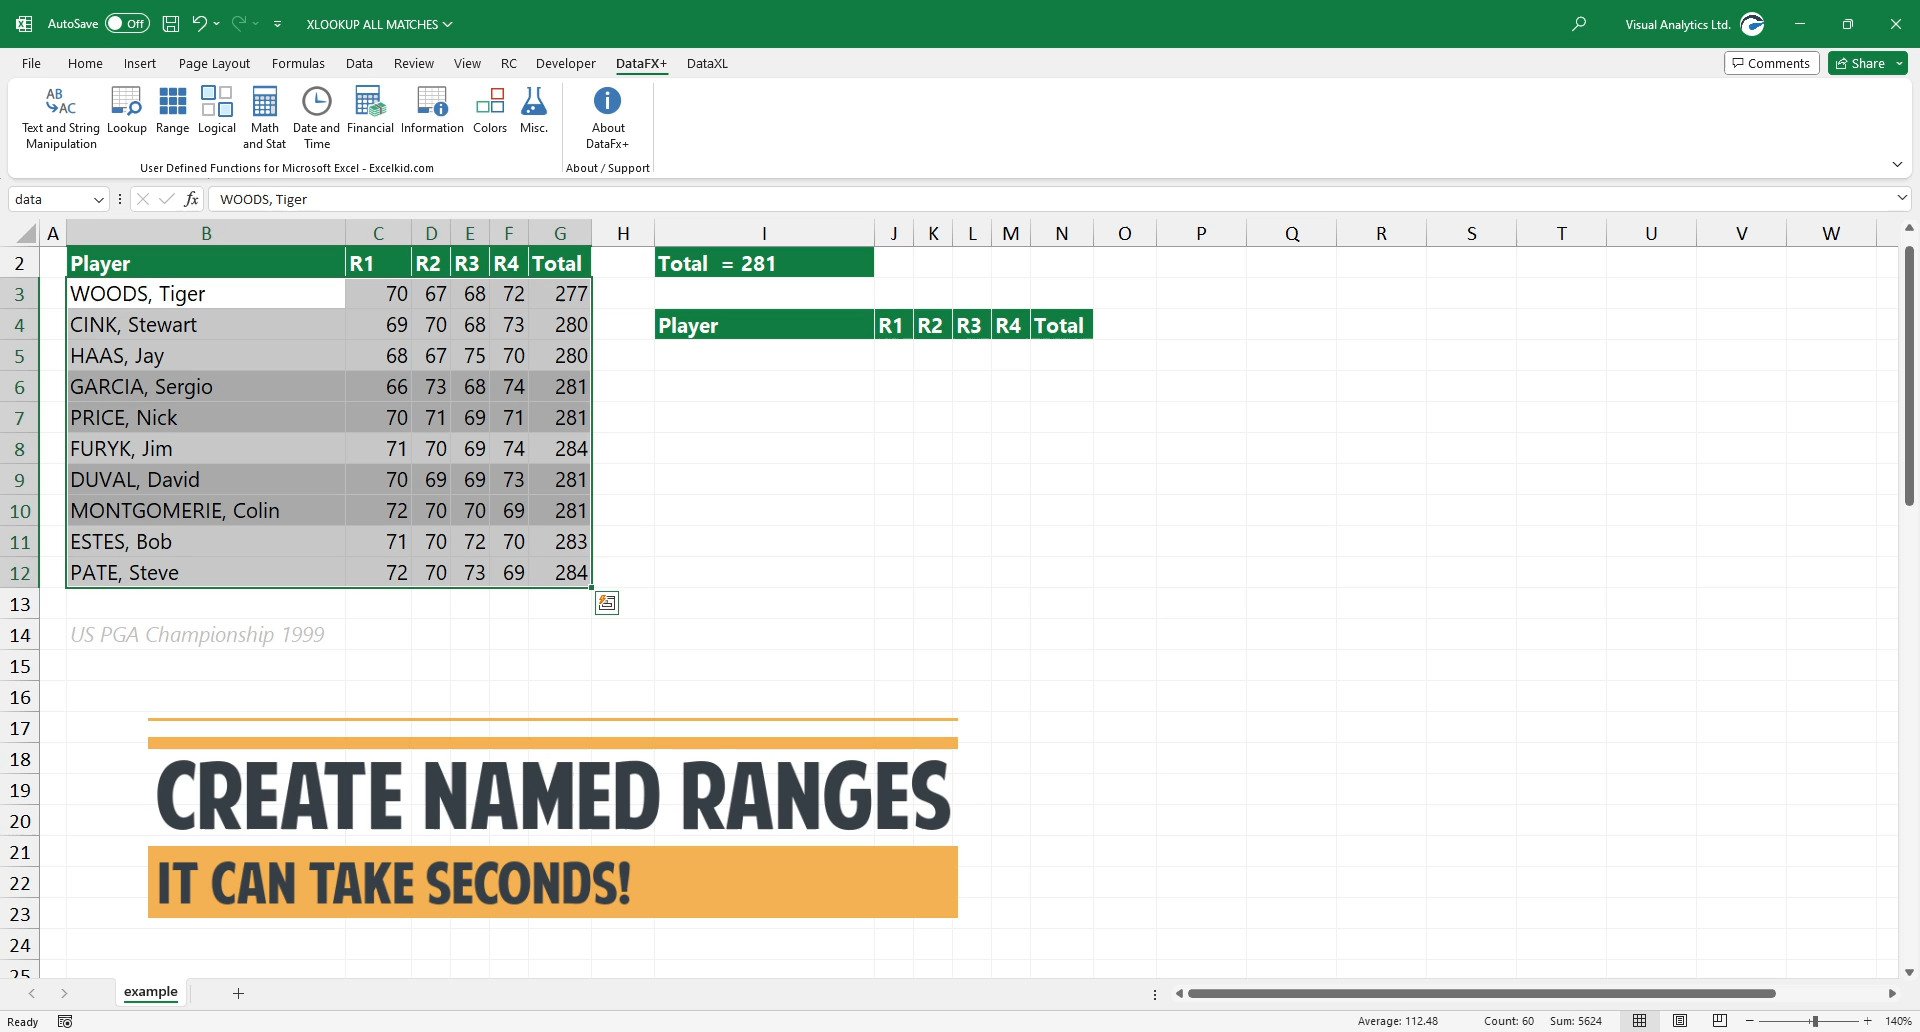 AutoSave Off XLOOKUP ALL MATCHES Visual Analytics Ltd.
File Home Insert Page Layout Formulas Data Review View RC Developer DataFX+ DataXL Comments Share
AB
AC
Text and String Manipulation Lookup Range Logical Math and Stat Date and Time Financial Information Colors Misc. About DataFx+
User Defined Functions for Microsoft Excel - Excelkid.com About / Support
data fx WOODS, Tiger
A B C D E F G H I J K L M N O P Q R S T U V W
2 Player R1 R2 R3 R4 Total Total = 281
3 WOODS, Tiger 70 67 68 72 277
4 CINK, Stewart 69 70 68 73 280 Player R1 R2 R3 R4 Total
5 HAAS, Jay 68 67 75 70 280
6 GARCIA, Sergio 66 73 68 74 281
7 PRICE, Nick 70 71 69 71 281
8 FURYK, Jim 71 70 69 74 284
9 DUVAL, David 70 69 69 73 281
10 MONTGOMERIE, Colin 72 70 70 69 281
11 ESTES, Bob 71 70 72 70 283
12 PATE, Steve 72 70 73 69 284
13
14 US PGA Championship 1999
15
16
17
18
19
20
21
22
23
24
25
CREATE NAMED RANGES
IT CAN TAKE SECONDS!
example
Ready Average: 112.48 Count: 60 Sum: 5624 140%